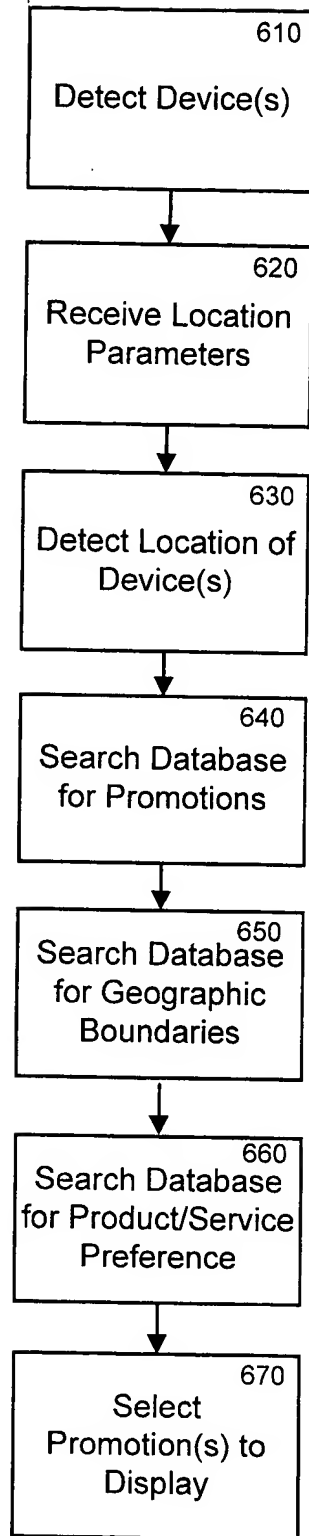 610
Detect Device(s)
620
Receive Location
Parameters
630
Detect Location of
Device(s)
640
Search Database
for Promotions
650
Search Database
for Geographic
Boundaries
660
Search Database
for Product/Service
Preference
670
Select
Promotion(s) to
Display